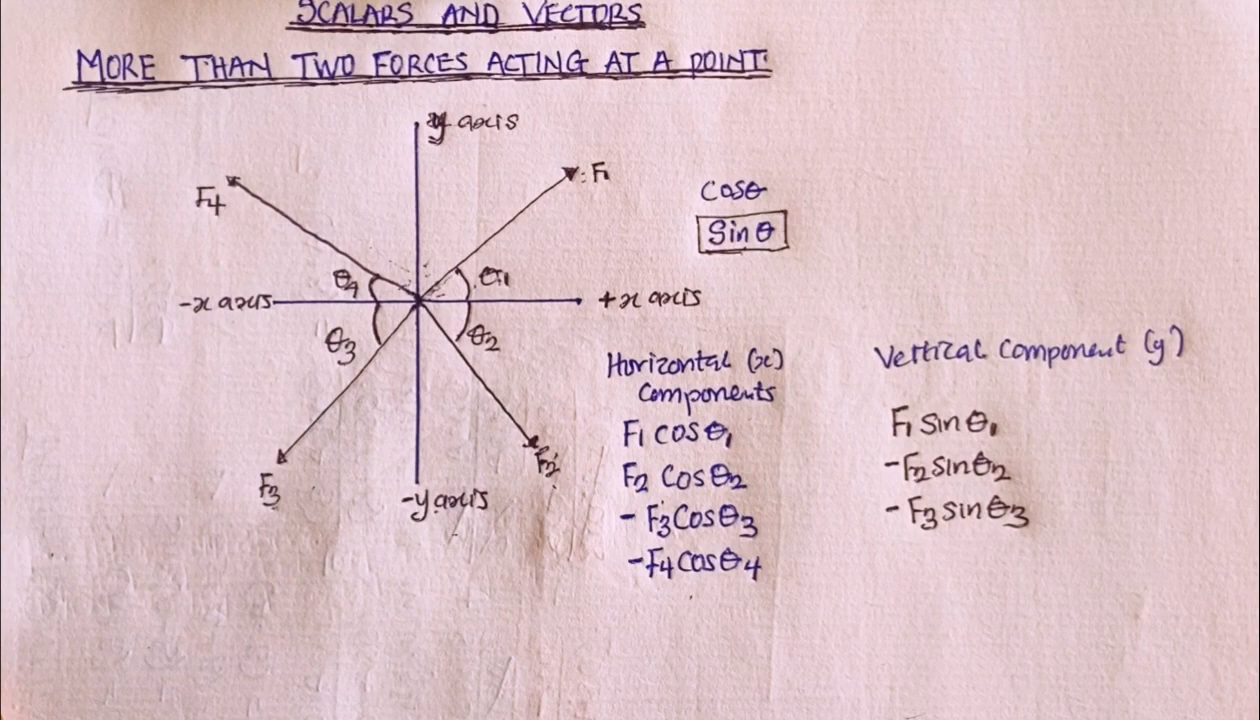 SCALARS AND VECTORS
MORE THAN TWO FORCES ACTING AT A POINT.
y axis
F4
F1
Cosθ
Sin θ
θ4
θ1
-x axis
+x axis
θ3
θ2
Horizontal (x)
Components
Vertical Component (y)
F1 cosθ1
F1 sinθ1
F2 Cosθ2
-F2 sinθ2
- F3 Cosθ3
- F3 sinθ3
-F4 Cosθ4
F3
F2
-y axis